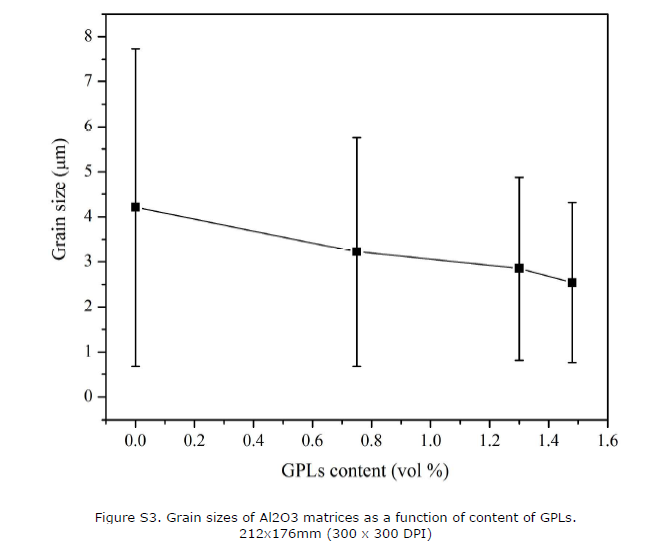 8
7
6
5
4
3
2
1
0
Grain size (μm)
0.0 0.2 0.4 0.6 0.8 1.0 1.2 1.4 1.6
GPLs content (vol %)
Figure S3. Grain sizes of Al2O3 matrices as a function of content of GPLs.
212x176mm (300 x 300 DPI)